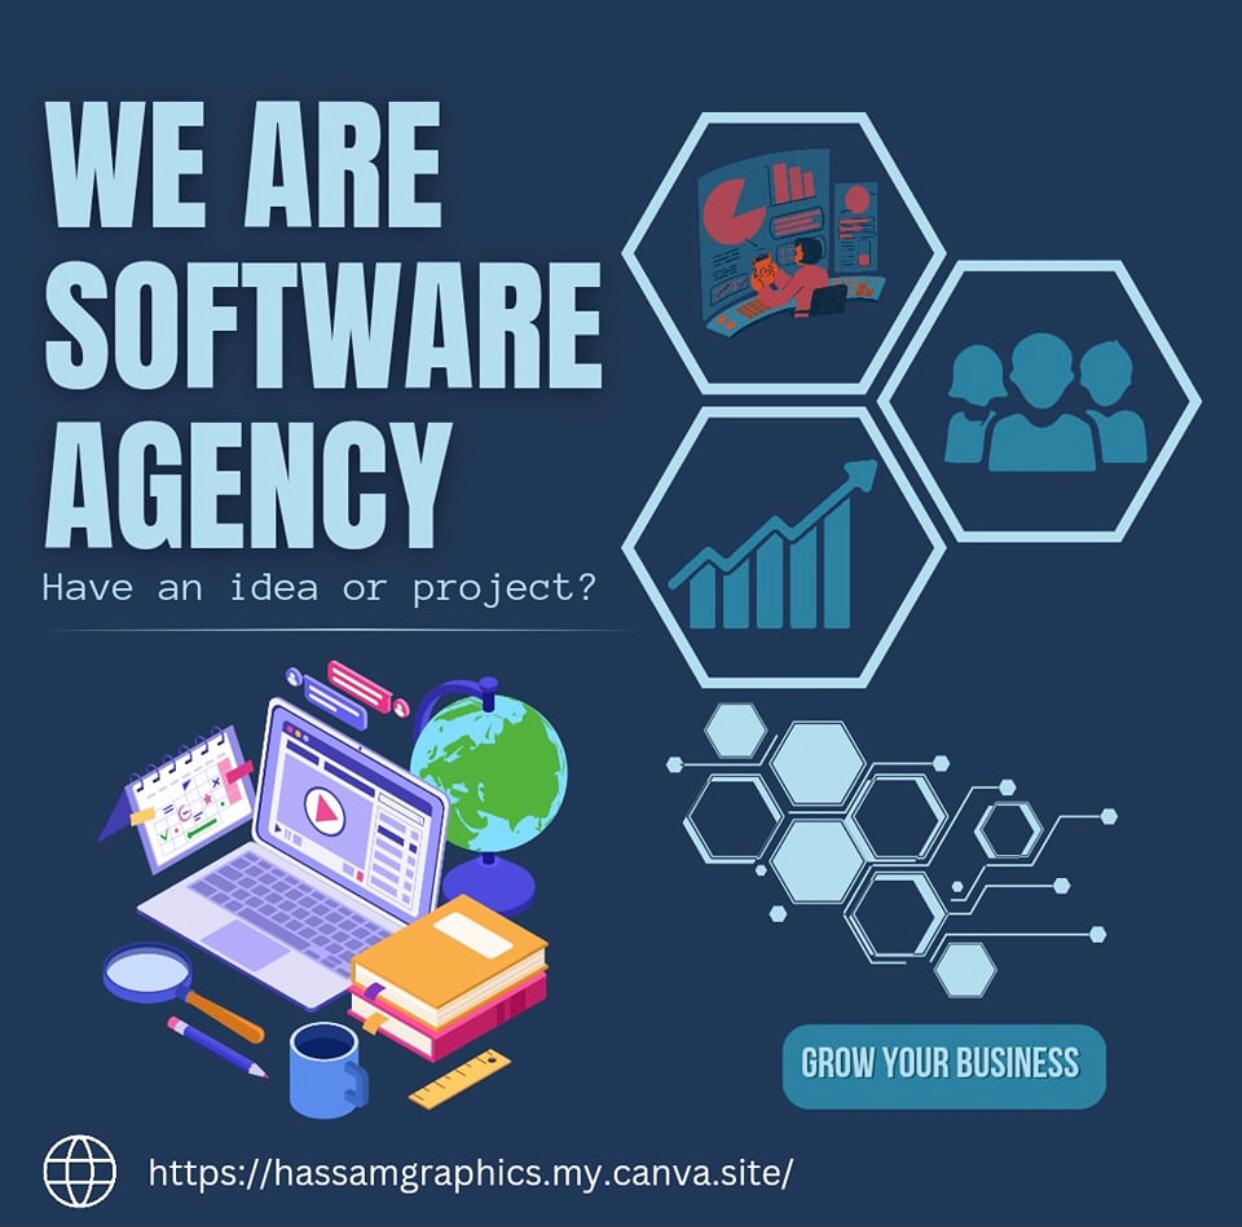 WE ARE
SOFTWARE
AGENCY
Have an idea or project?
GROW YOUR BUSINESS
https://hassamgraphics.my.canva.site/